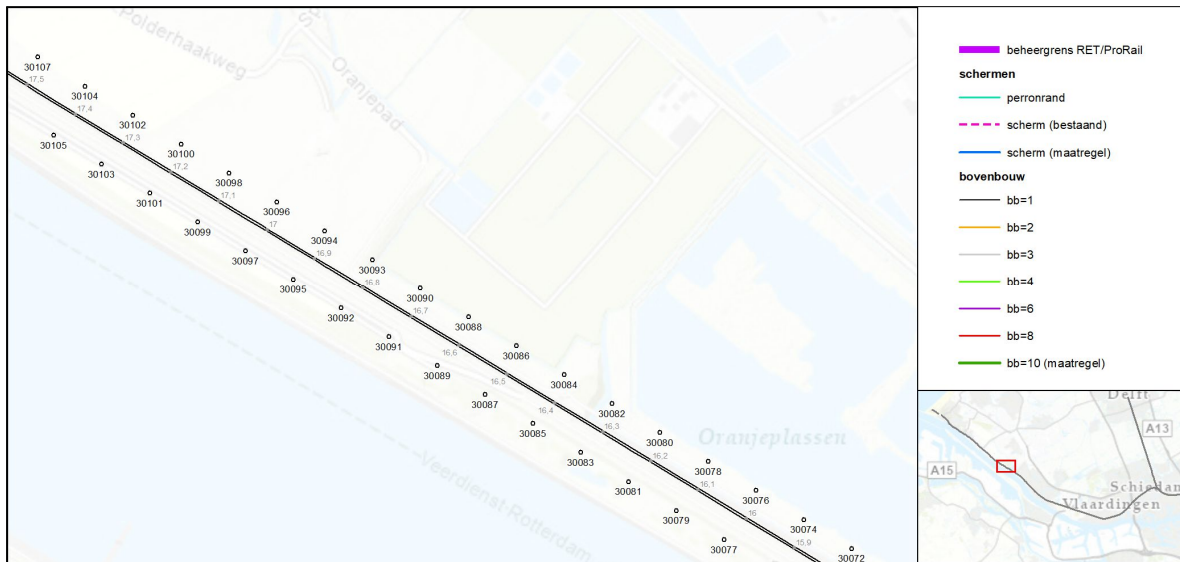 Polderhaakweg
Oranjepad
30107
17,5
30104
17,4
30105
30102
17,3
30103
30100
17,2
30101
30098
17,1
30099
30096
17
30097
30094
16,9
30095
30093
16,8
30092
30090
16,7
30091
30088
16,6
30089
30086
16,5
30087
30084
16,4
30085
30082
16,3
30083
30080
16,2
30081
30078
16,1
30079
30076
16
30077
30074
15,9
30072
Oranjeplassen
Veerdienst-Rotterdam
beheergrens RET/ProRail
schermen
perronrand
scherm (bestaand)
scherm (maatregel)
bovenbouw
bb=1
bb=2
bb=3
bb=4
bb=6
bb=8
bb=10 (maatregel)
Delft
A13
A15
Schiedam
Vlaardingen